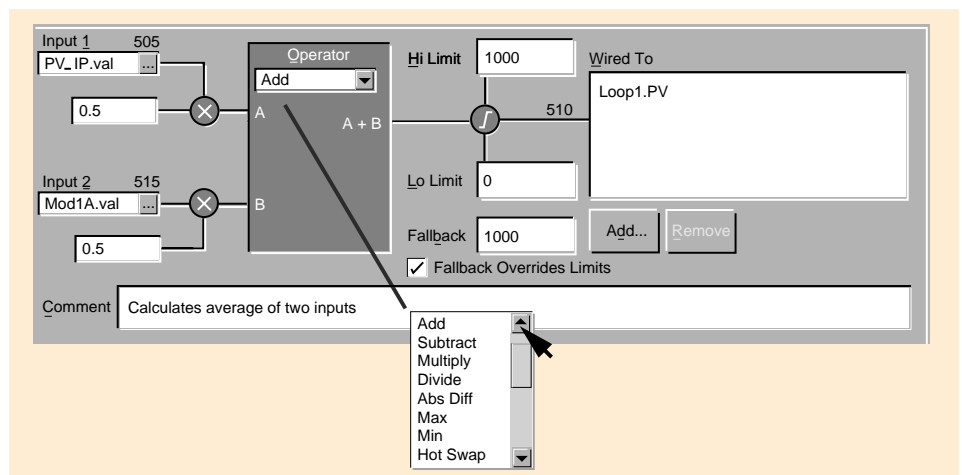 Input 1 505
PV_IP.val ...
0.5
Operator
Add
A
A + B
B
Input 2 515
Mod1A.val ...
0.5
Hi Limit 1000
510
Lo Limit 0
Fallback 1000
Fallback Overrides Limits
Wired To
Loop1.PV
Add... Remove
Comment Calculates average of two inputs
Add
Subtract
Multiply
Divide
Abs Diff
Max
Min
Hot Swap